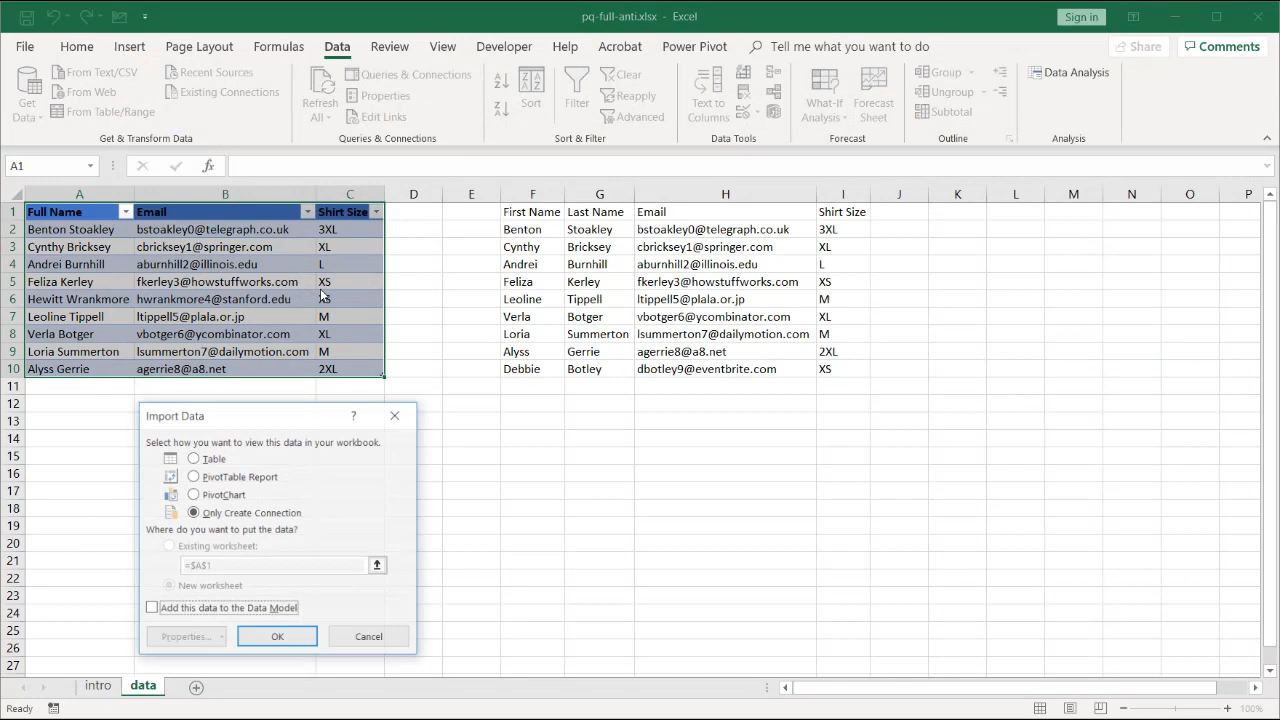 pq-full-anti.xlsx - Excel
Sign in
File Home Insert Page Layout Formulas Data Review View Developer Help Acrobat Power Pivot Tell me what you want to do Share Comments
Get Data
From Text/CSV
From Web
From Table/Range
Recent Sources
Existing Connections
Get & Transform Data
Refresh All
Queries & Connections
Properties
Edit Links
Queries & Connections
Sort
Filter
Clear
Reapply
Advanced
Sort & Filter
Text to Columns
Data Tools
What-If Analysis
Forecast Sheet
Forecast
Group
Ungroup
Subtotal
Outline
Data Analysis
Analysis
A1
fx
A B C D E F G H I J K L M N O P
1 Full Name Email Shirt Size First Name Last Name Email Shirt Size
2 Benton Stoakley bstoakley0@telegraph.co.uk 3XL Benton Stoakley bstoakley0@telegraph.co.uk 3XL
3 Cynthy Bricksey cbricksey1@springer.com XL Cynthy Bricksey cbricksey1@springer.com XL
4 Andrei Burnhill aburnhill2@illinois.edu L Andrei Burnhill aburnhill2@illinois.edu L
5 Feliza Kerley fkerley3@howstuffworks.com XS Feliza Kerley fkerley3@howstuffworks.com XS
6 Hewitt Wrankmore hwrankmore4@stanford.edu Leoline Tippell ltippell5@plala.or.jp M
7 Leoline Tippell ltippell5@plala.or.jp M Verla Botger vbotger6@ycombinator.com XL
8 Verla Botger vbotger6@ycombinator.com XL Loria Summerton lsummerton7@dailymotion.com M
9 Loria Summerton lsummerton7@dailymotion.com M Alyss Gerrie agerrie8@a8.net 2XL
10 Alyss Gerrie agerrie8@a8.net 2XL Debbie Botley dbotley9@eventbrite.com XS
11
12
13
14
15
16
17
18
19
20
21
22
23
24
25
26
27
Import Data ?
Select how you want to view this data in your workbook.
Table
PivotTable Report
PivotChart
Only Create Connection
Where do you want to put the data?
Existing worksheet:
=$A$1
New worksheet
Add this data to the Data Model
Properties... OK Cancel
intro data
Ready
100%